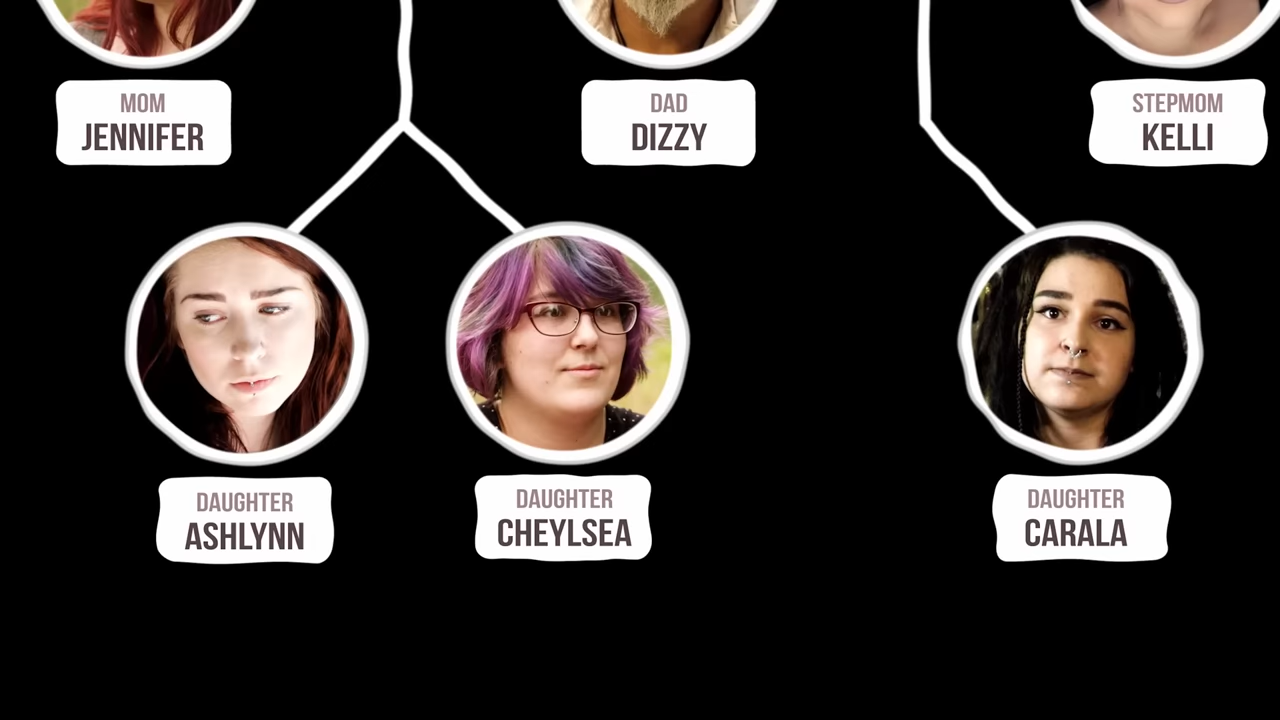 MOM
JENNIFER
DAD
DIZZY
STEPMOM
KELLI
DAUGHTER
ASHLYNN
DAUGHTER
CHEYLSEA
DAUGHTER
CARALA